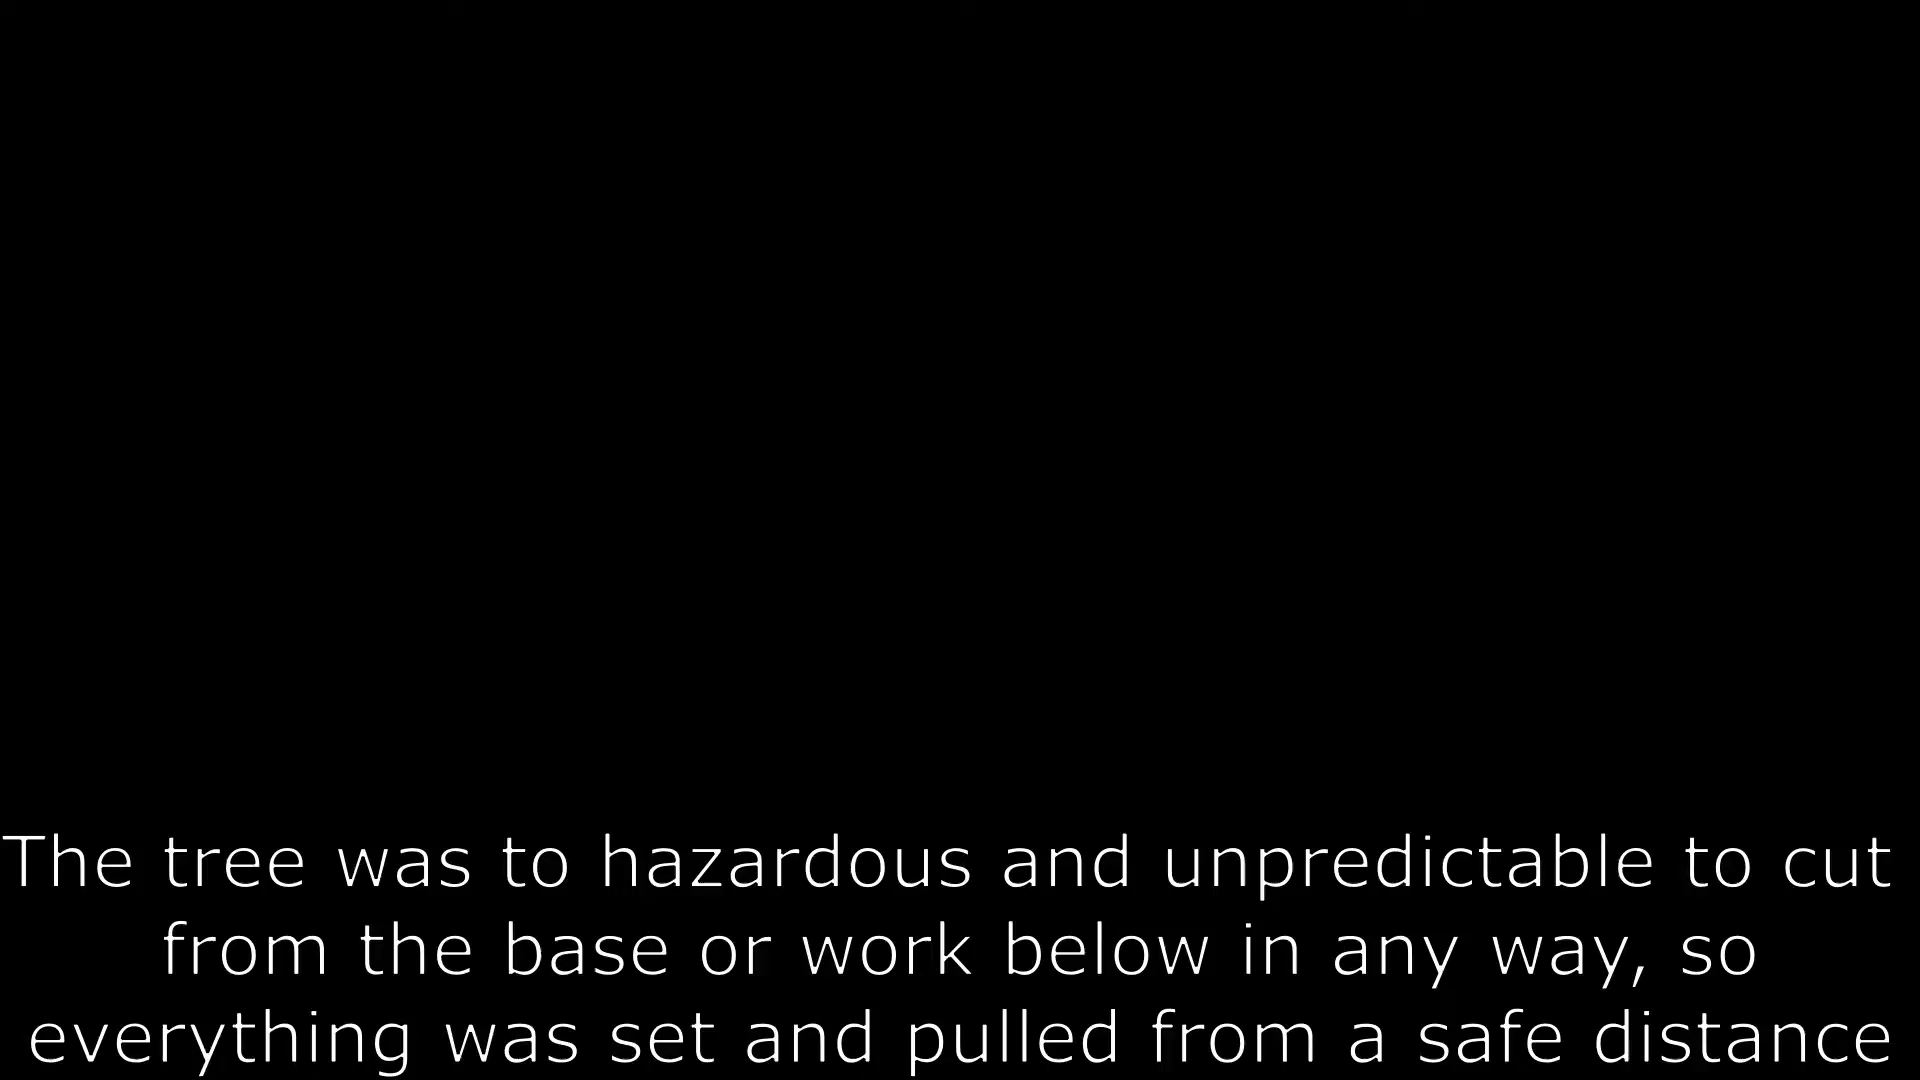 The tree was to hazardous and unpredictable to cut
from the base or work below in any way, so
everything was set and pulled from a safe distance